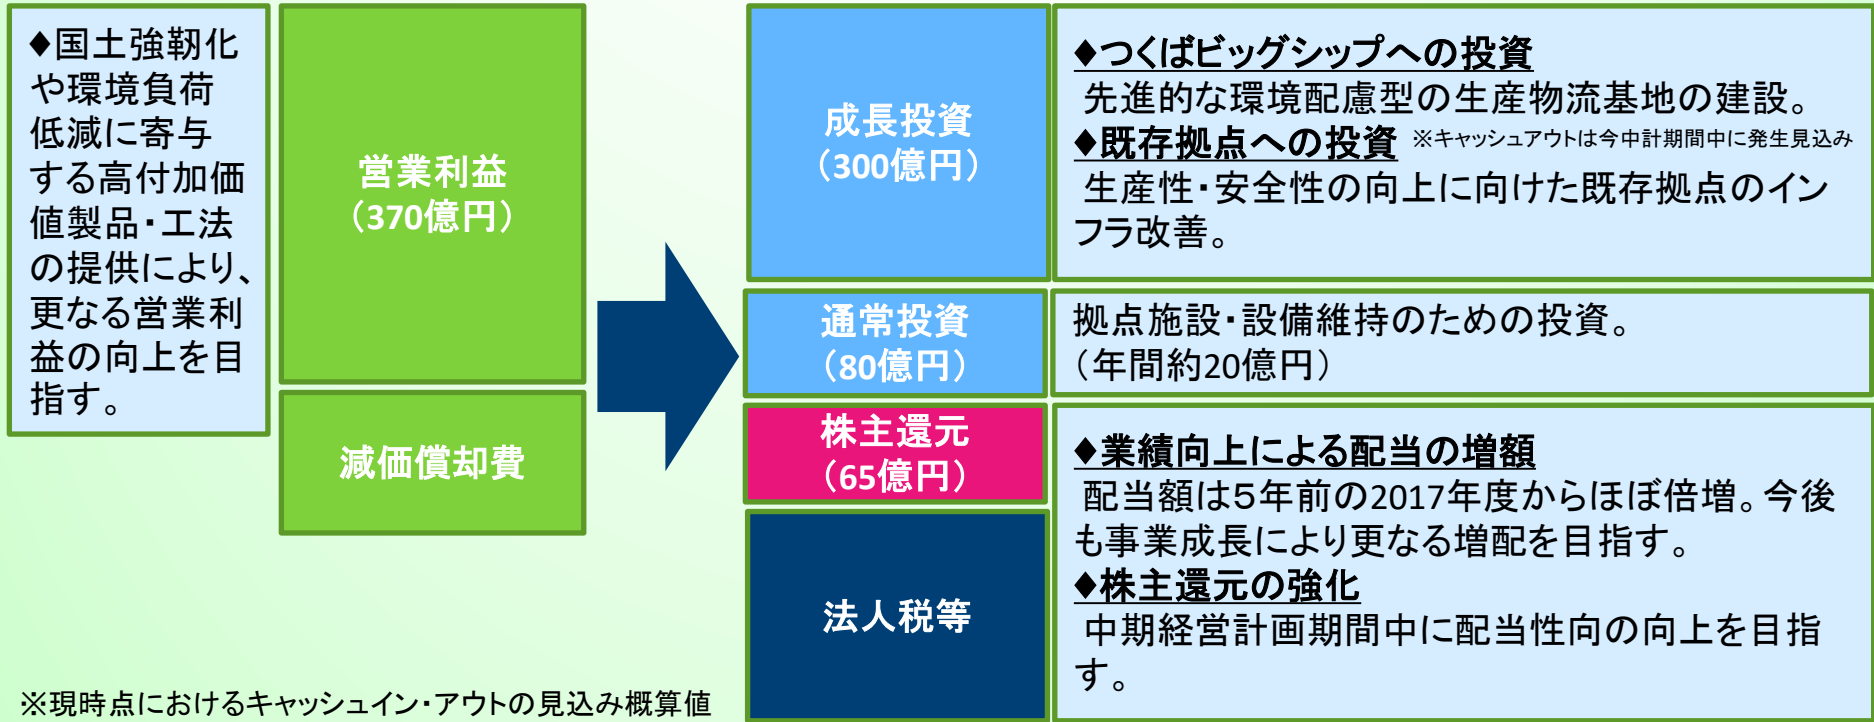 ◆国土強靭化
や環境負荷
低減に寄与
する高付加価
値製品・工法
の提供により、
更なる営業利
益の向上を目
指す。
営業利益
（370億円）
減価償却費
成長投資
（300億円）
◆つくばビッグシップへの投資
先進的な環境配慮型の生産物流基地の建設。
◆既存拠点への投資 ※キャッシュアウトは今中計期間中に発生見込み
生産性・安全性の向上に向けた既存拠点のイン
フラ改善。
通常投資
（80億円）
拠点施設・設備維持のための投資。
（年間約20億円）
株主還元
（65億円）
法人税等
◆業績向上による配当の増額
配当額は５年前の2017年度からほぼ倍増。今後
も事業成長により更なる増配を目指す。
◆株主還元の強化
中期経営計画期間中に配当性向の向上を目指
す。
※現時点におけるキャッシュイン・アウトの見込み概算値